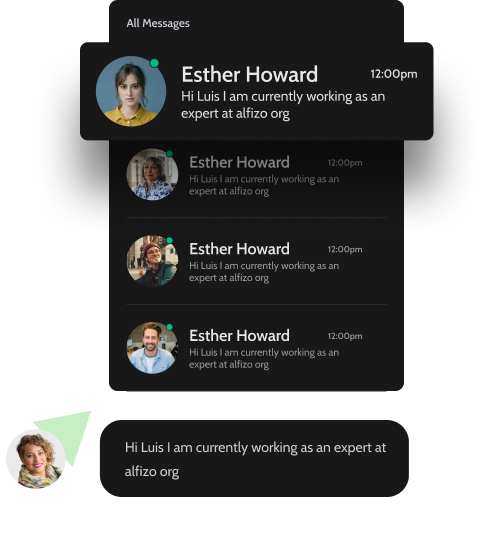 All Messages
Esther Howard
12:00pm
Hi Luis I am currently working as an
expert at alfizo org
Esther Howard
12:00pm
Hi Luis I am currently working as an
expert at alfizo org
Esther Howard
12:00pm
Hi Luis I am currently working as an
expert at alfizo org
Esther Howard
12:00pm
Hi Luis I am currently working as an
expert at alfizo org
Hi Luis I am currently working as an expert at
alfizo org